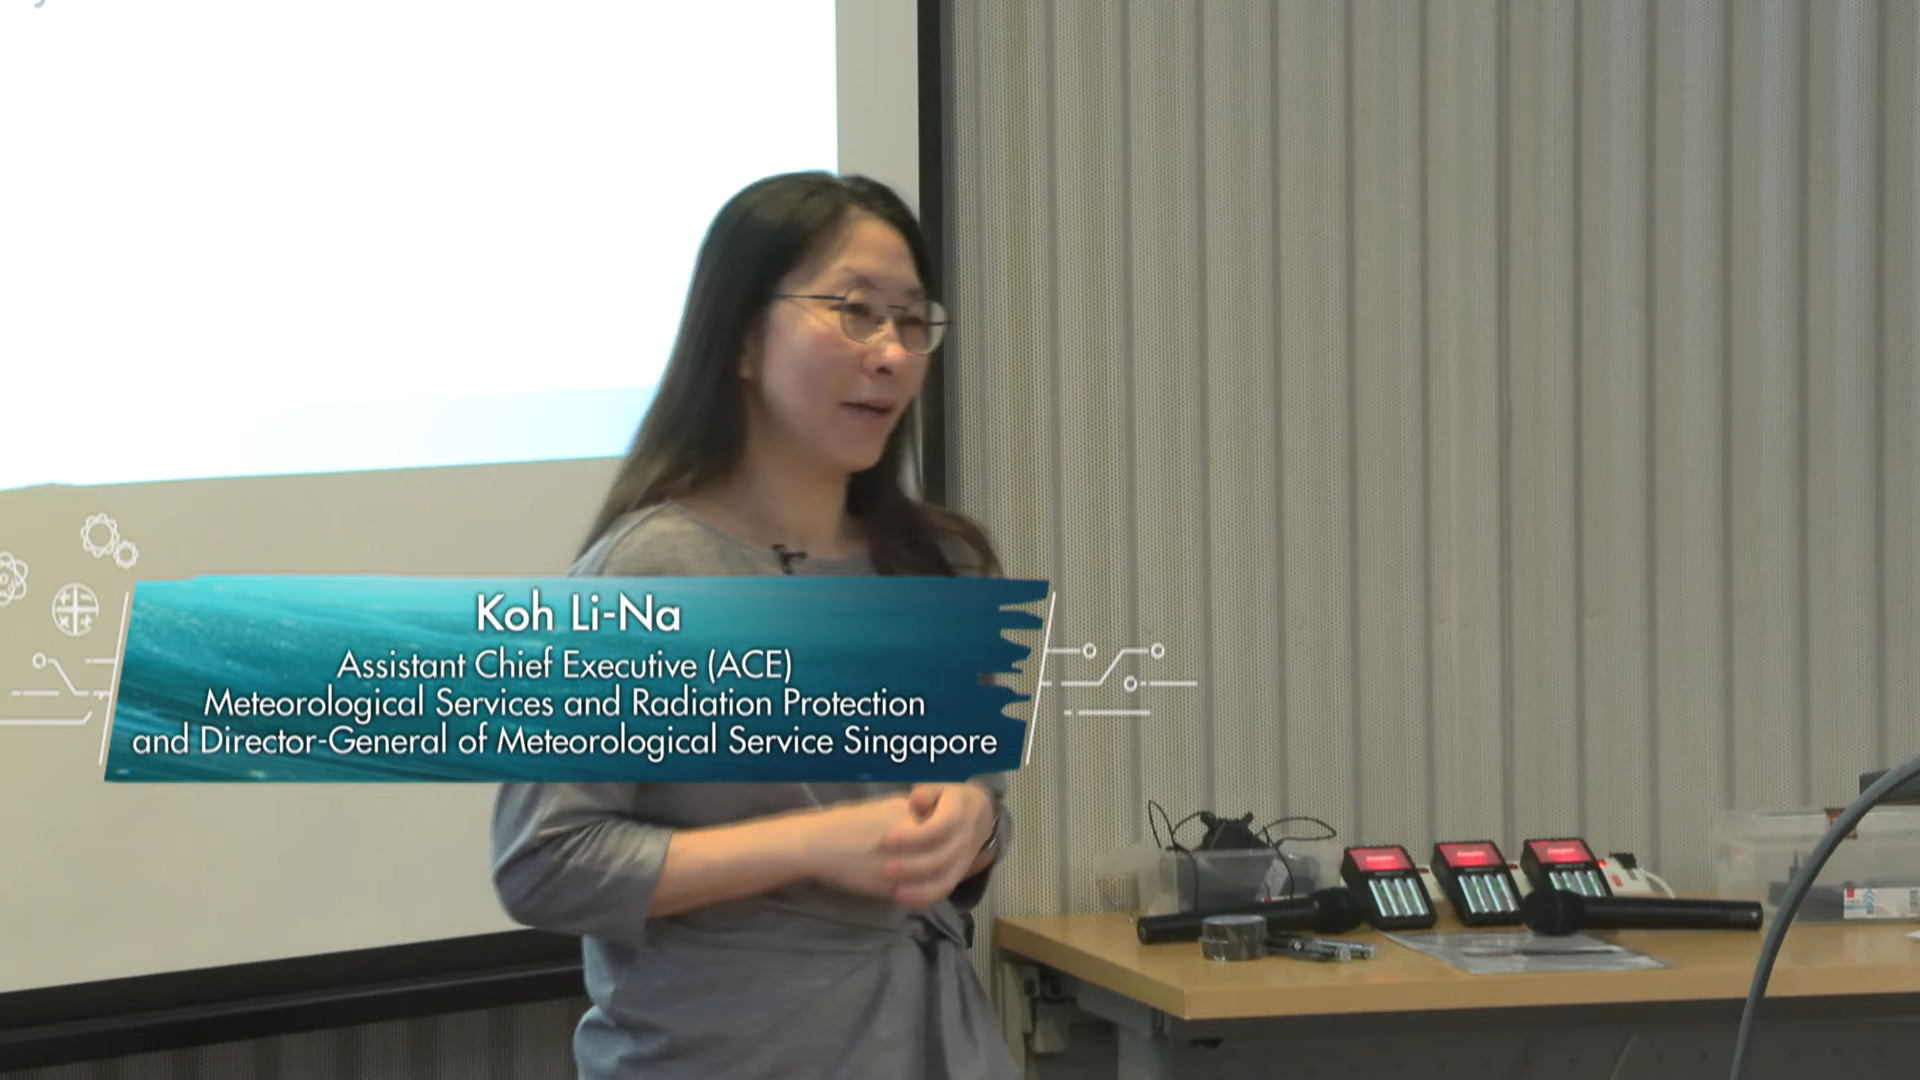 Koh Li-Na
Assistant Chief Executive (ACE)
Meteorological Services and Radiation Protection
and Director-General of Meteorological Service Singapore